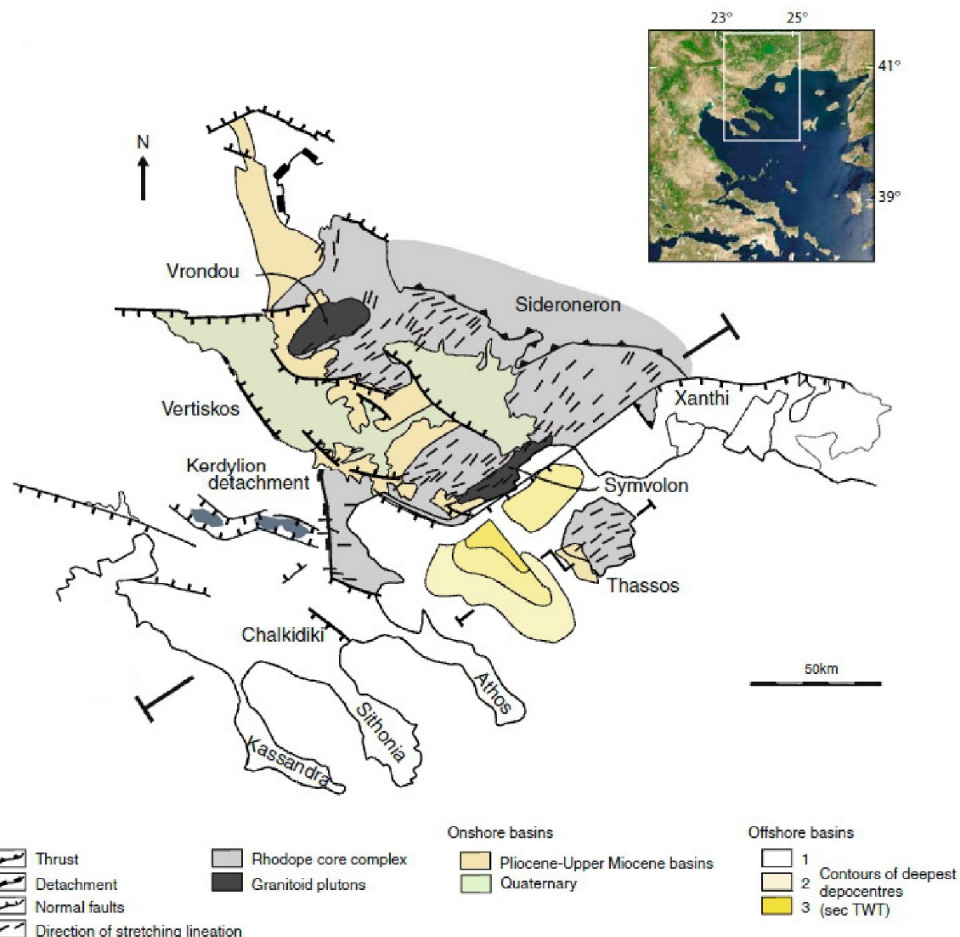 23° 25°
41°
39°
N
Vrondou
Sideroneron
Vertiskos
Xanthi
Kerdylion
detachment
Symvolon
Thassos
Chalkidiki
50km
Athos
Sithonia
Kassandra
Onshore basins
Offshore basins
Thrust
Rhodope core complex
Pliocene-Upper Miocene basins
1
Detachment
Granitoid plutons
Quaternary
2 Contours of deepest
depocentres
Normal faults
3 (sec TWT)
Direction of stretching lineation